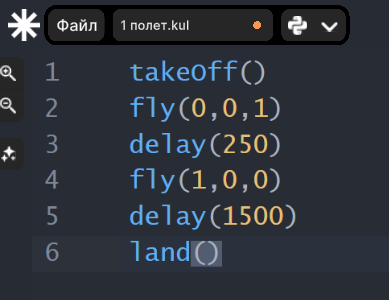 Файл
1 полет.kul
1 takeOff()
2 fly(0,0,1)
3 delay(250)
4 fly(1,0,0)
5 delay(1500)
6 land()